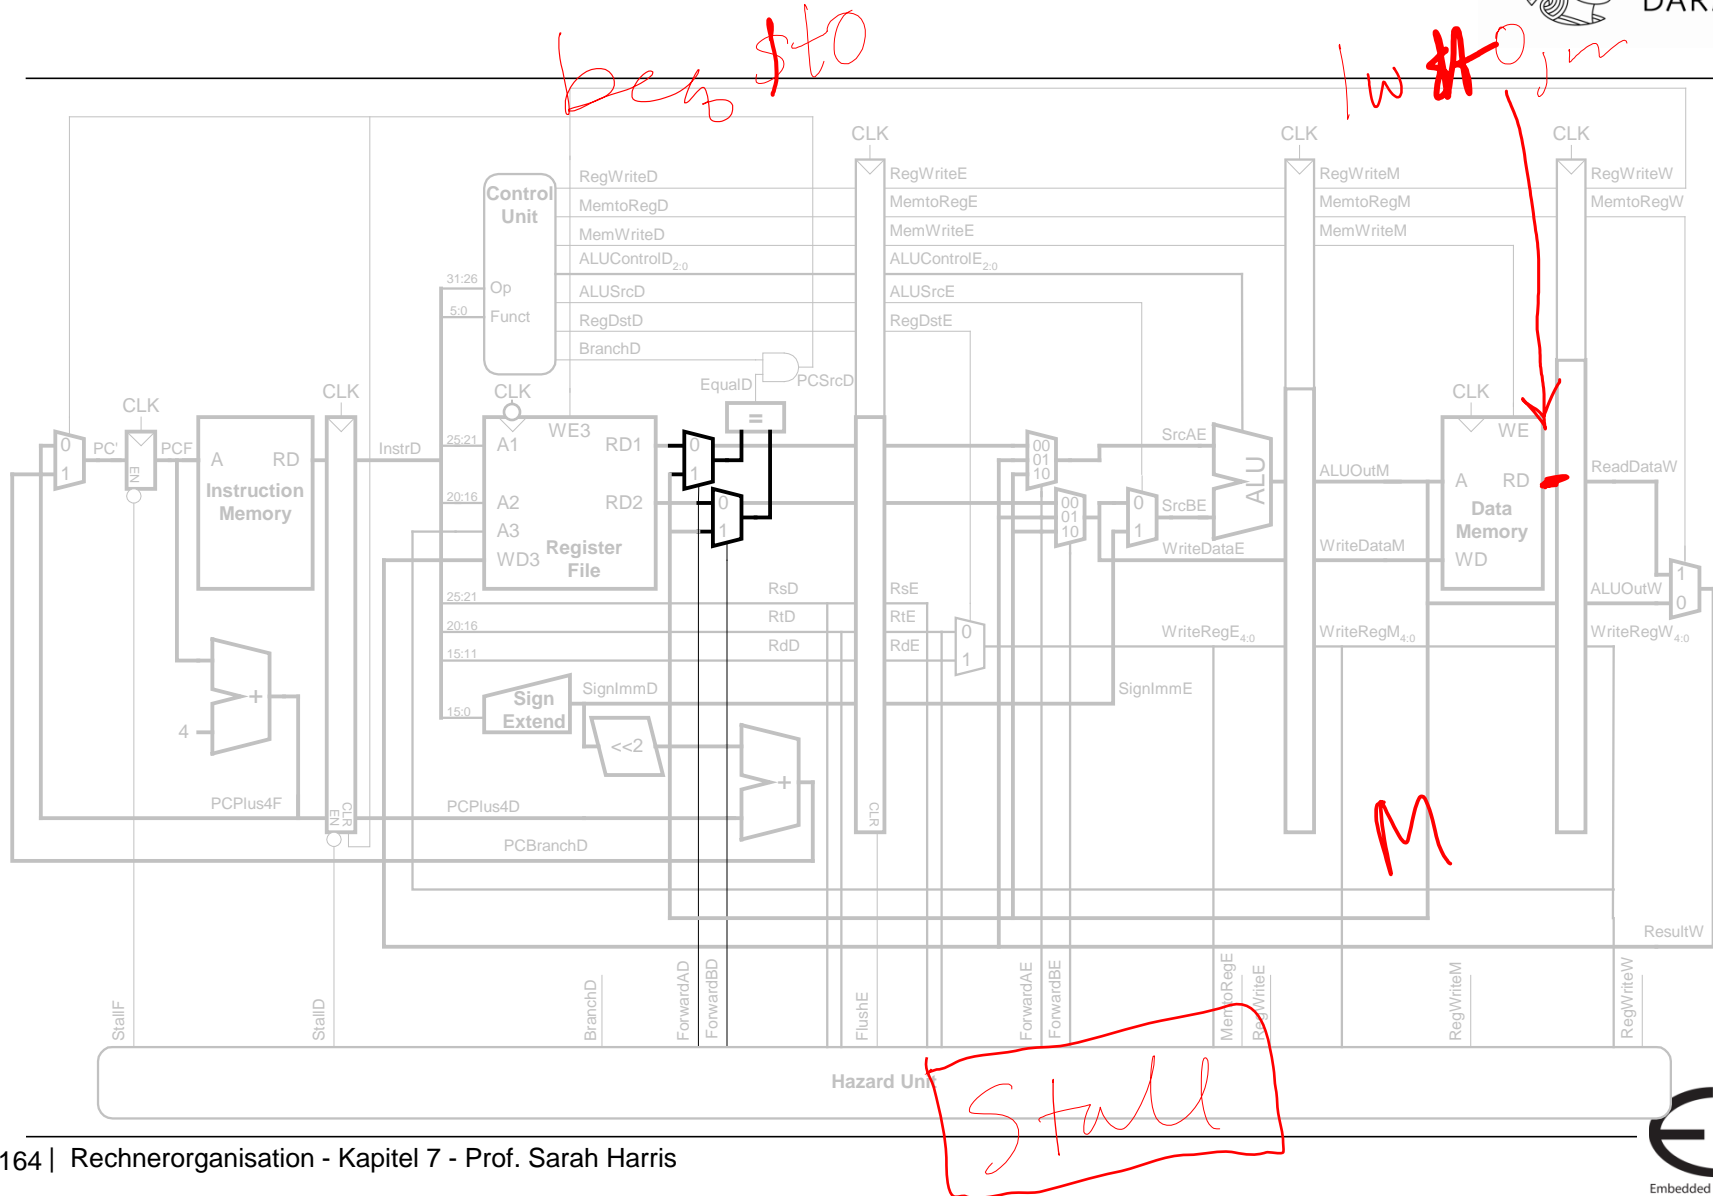 DAR
beq $t0
lw $t0,
CLK CLK CLK
RegWriteD RegWriteE RegWriteM RegWriteW
Control Unit
MemtoRegD MemtoRegE MemtoRegM MemtoRegW
MemWriteD MemWriteE MemWriteM
ALUControlD2:0 ALUControlE2:0
31:26 Op ALUSrcD ALUSrcE
5:0 Funct RegDstD RegDstE
BranchD
EqualD PCSrcD
CLK CLK CLK CLK
0 1 PC' PCF EN A RD InstrD 25:21 A1 WE3 RD1 0 1 = 00 01 10 SrcAE ALU ALUOutM WE ReadDataW
Instruction Memory
20:16 A2 RD2 0 1 00 01 10 0 1 SrcBE A RD
A3 Data Memory
WD3 Register File WriteDataE WriteDataM WD 1 0
25:21 RsD RsE ALUOutW
20:16 RtD RtE 0 1 WriteRegE4:0 WriteRegM4:0 WriteRegW4:0
15:11 RdD RdE
15:0 Sign Extend SignImmD SignImmE
4 + <<2 +
PCPlus4F EN CLR PCPlus4D CLR M
PCBranchD
ResultW
StallF StallD BranchD ForwardAD ForwardBD FlushE ForwardAE ForwardBE MemtoRegE RegWriteE RegWriteM RegWriteW
Hazard Unit
Stall
164 | Rechnerorganisation - Kapitel 7 - Prof. Sarah Harris
Embedded